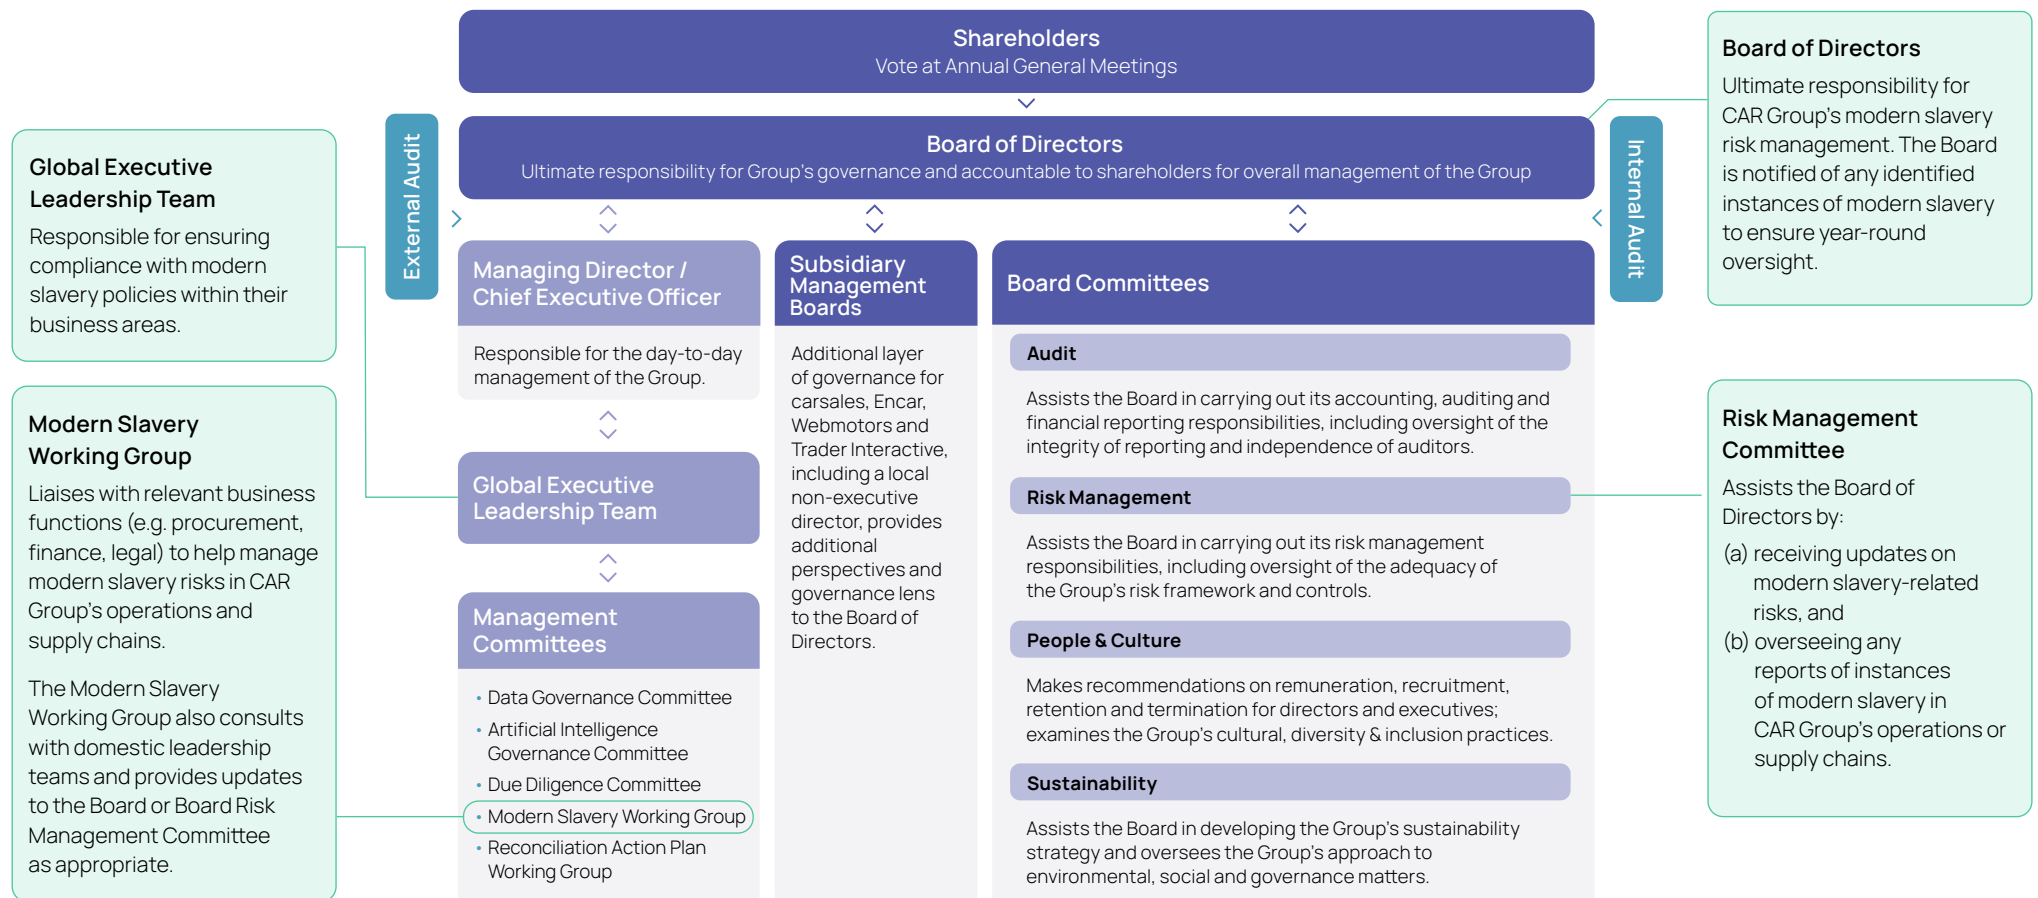 Shareholders
Vote at Annual General Meetings
Board of Directors
Ultimate responsibility for Group's governance and accountable to shareholders for overall management of the Group
External Audit
Internal Audit
Global Executive
Leadership Team
Responsible for ensuring
compliance with modern
slavery policies within their
business areas.
Modern Slavery
Working Group
Liaises with relevant business
functions (e.g. procurement,
finance, legal) to help manage
modern slavery risks in CAR
Group's operations and
supply chains.
The Modern Slavery
Working Group also consults
with domestic leadership
teams and provides updates
to the Board or Board Risk
Management Committee
as appropriate.
Managing Director /
Chief Executive Officer
Responsible for the day-to-day
management of the Group.
Global Executive
Leadership Team
Management
Committees
• Data Governance Committee
• Artificial Intelligence
Governance Committee
• Due Diligence Committee
• Modern Slavery Working Group
• Reconciliation Action Plan
Working Group
Subsidiary
Management
Boards
Additional layer
of governance for
carsales, Encar,
Webmotors and
Trader Interactive,
including a local
non-executive
director, provides
additional
perspectives and
governance lens
to the Board of
Directors.
Board Committees
Audit
Assists the Board in carrying out its accounting, auditing and
financial reporting responsibilities, including oversight of the
integrity of reporting and independence of auditors.
Risk Management
Assists the Board in carrying out its risk management
responsibilities, including oversight of the adequacy of
the Group's risk framework and controls.
People & Culture
Makes recommendations on remuneration, recruitment,
retention and termination for directors and executives;
examines the Group's cultural, diversity & inclusion practices.
Sustainability
Assists the Board in developing the Group's sustainability
strategy and oversees the Group's approach to
environmental, social and governance matters.
Board of Directors
Ultimate responsibility for
CAR Group's modern slavery
risk management. The Board
is notified of any identified
instances of modern slavery
to ensure year-round
oversight.
Risk Management
Committee
Assists the Board of
Directors by:
(a) receiving updates on
modern slavery-related
risks, and
(b) overseeing any
reports of instances
of modern slavery in
CAR Group's operations or
supply chains.